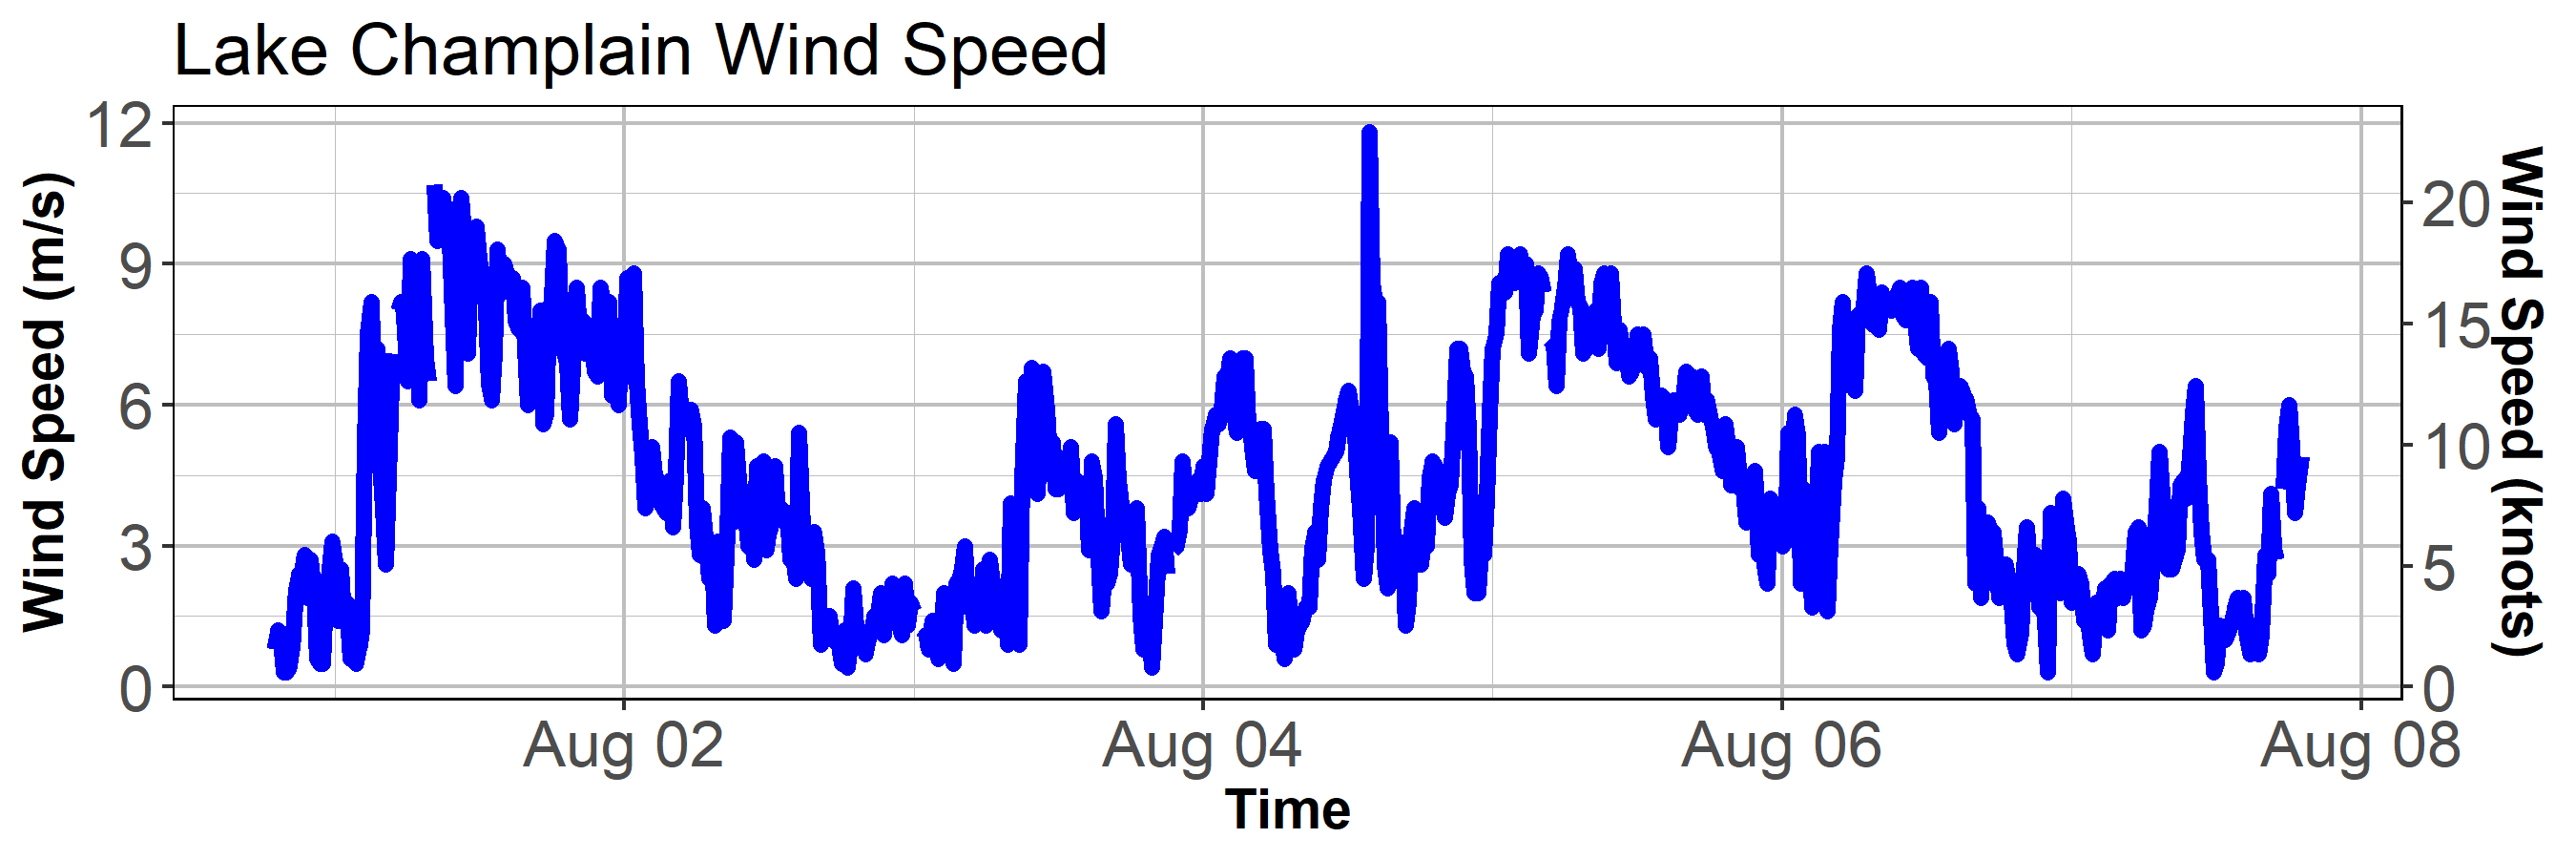 Lake Champlain Wind Speed
Wind Speed (m/s)
12
9
6
3
0
20
15
10
5
0
Wind Speed (knots)
Aug 02 Aug 04 Aug 06 Aug 08
Time